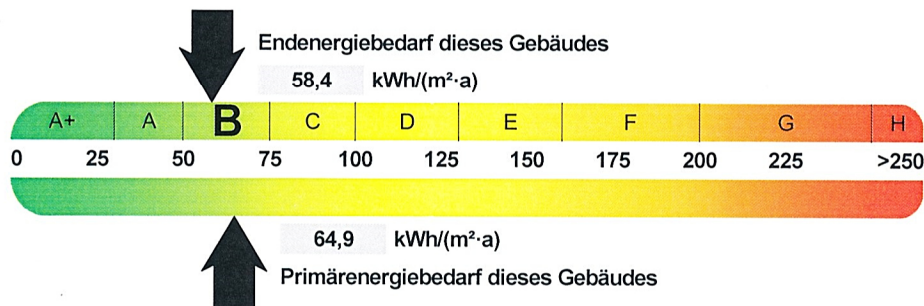 Endenergiebedarf dieses Gebäudes
58,4 kWh/(m²·a)
A+ A B C D E F G H
0 25 50 75 100 125 150 175 200 225 >250
64,9 kWh/(m²·a)
Primärenergiebedarf dieses Gebäudes